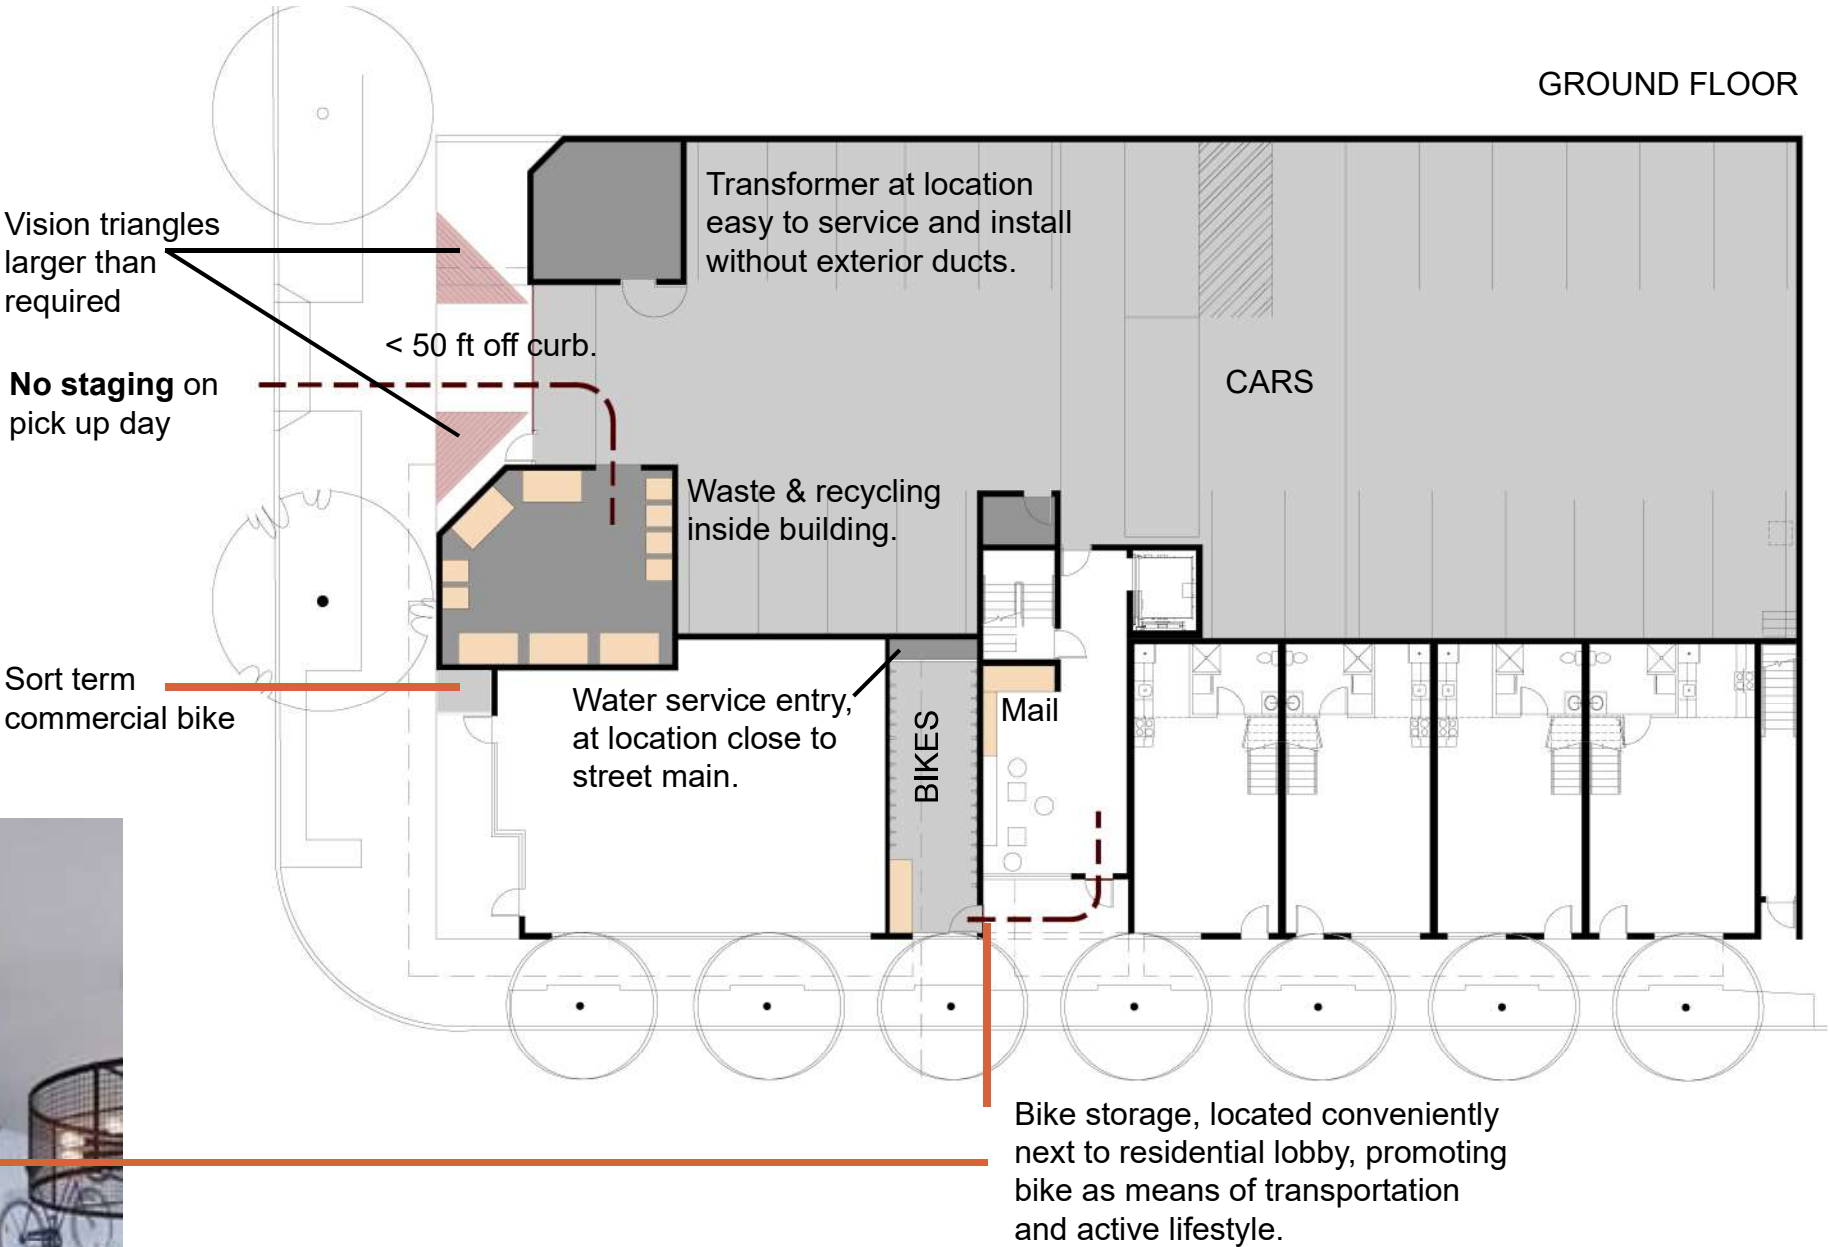 GROUND FLOOR
Transformer at location
easy to service and install
without exterior ducts.
Vision triangles
larger than
required
< 50 ft off curb.
No staging on
pick up day
CARS
Waste & recycling
inside building.
Sort term
commercial bike
Water service entry,
at location close to
street main.
BIKES
Mail
Bike storage, located conveniently
next to residential lobby, promoting
bike as means of transportation
and active lifestyle.